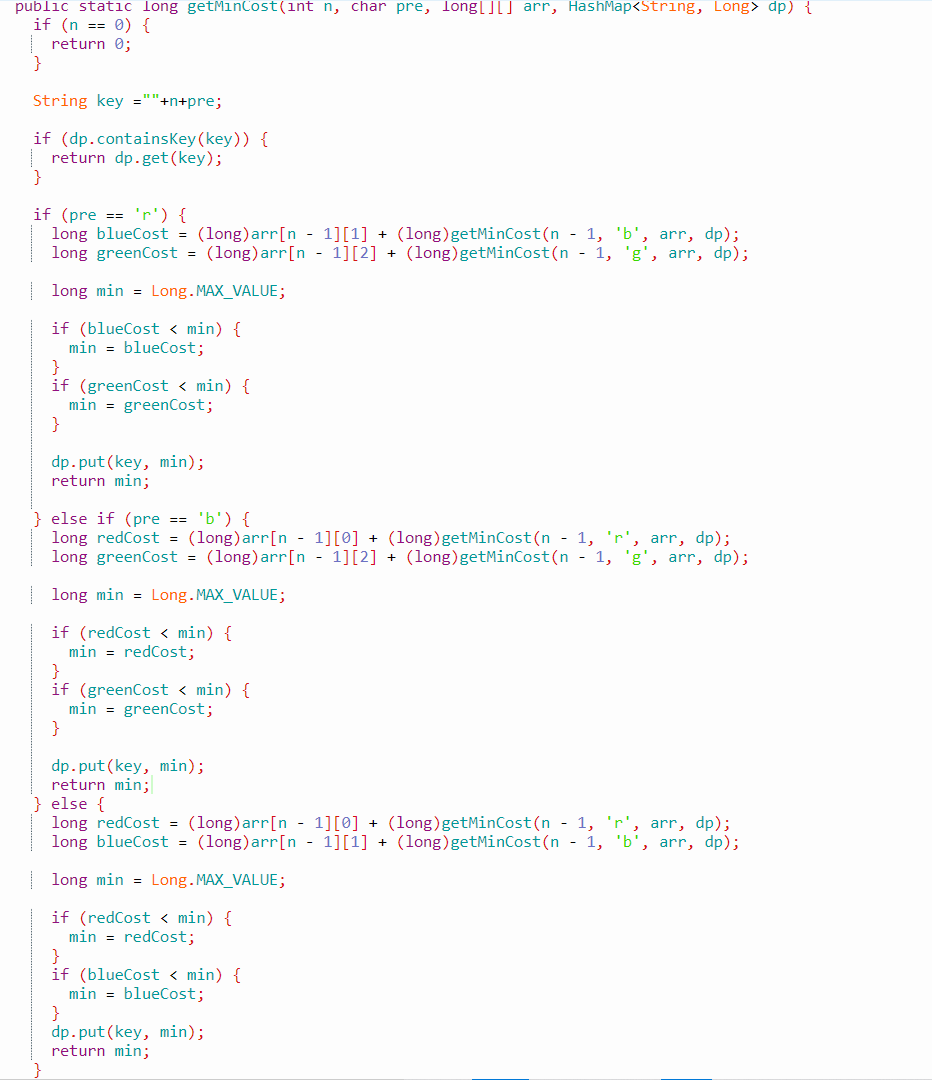 public static long getMinCost(int n, char pre, long[][] arr, HashMap<String, Long> dp) {
if (n == 0) {
return 0;
}
String key =""+n+pre;
if (dp.containsKey(key)) {
return dp.get(key);
}
if (pre == 'r') {
long blueCost = (long)arr[n - 1][1] + (long)getMinCost(n - 1, 'b', arr, dp);
long greenCost = (long)arr[n - 1][2] + (long)getMinCost(n - 1, 'g', arr, dp);
long min = Long.MAX_VALUE;
if (blueCost < min) {
min = blueCost;
}
if (greenCost < min) {
min = greenCost;
}
dp.put(key, min);
return min;
} else if (pre == 'b') {
long redCost = (long)arr[n - 1][0] + (long)getMinCost(n - 1, 'r', arr, dp);
long greenCost = (long)arr[n - 1][2] + (long)getMinCost(n - 1, 'g', arr, dp);
long min = Long.MAX_VALUE;
if (redCost < min) {
min = redCost;
}
if (greenCost < min) {
min = greenCost;
}
dp.put(key, min);
return min;
} else {
long redCost = (long)arr[n - 1][0] + (long)getMinCost(n - 1, 'r', arr, dp);
long blueCost = (long)arr[n - 1][1] + (long)getMinCost(n - 1, 'b', arr, dp);
long min = Long.MAX_VALUE;
if (redCost < min) {
min = redCost;
}
if (blueCost < min) {
min = blueCost;
}
dp.put(key, min);
return min;
}